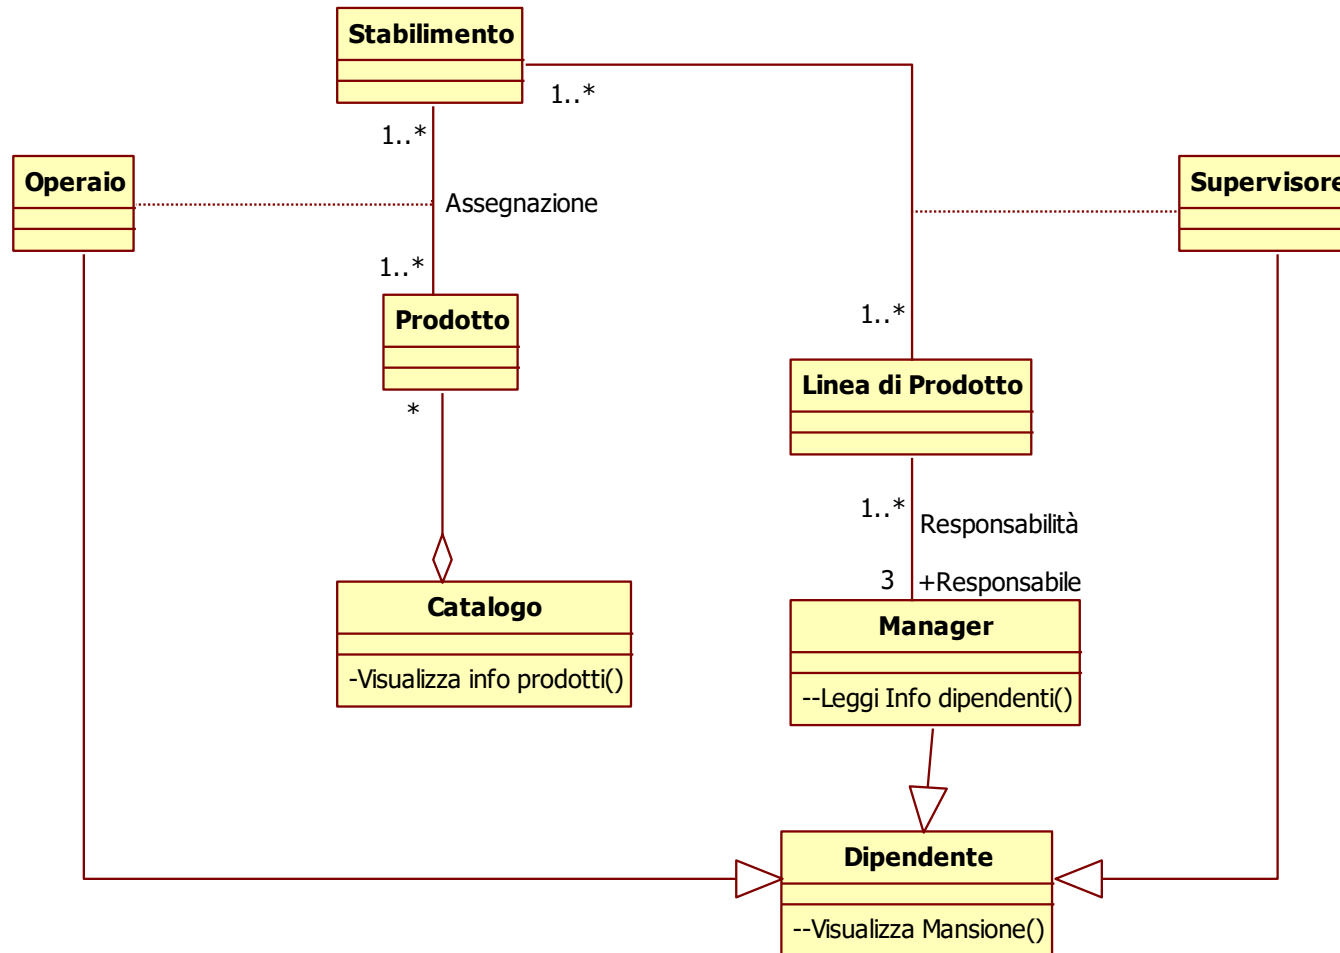 Stabilimento
1..*
1..*
Operaio
Supervisore
Assegnazione
1..*
Prodotto
1..*
Linea di Prodotto
*
1..*
Responsabilità
3
+Responsabile
Catalogo
-Visualizza info prodotti()
Manager
--Leggi Info dipendenti()
Dipendente
--Visualizza Mansione()